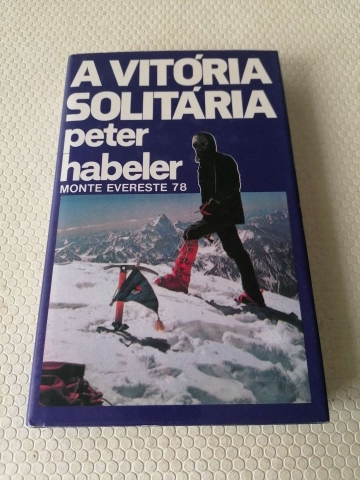 A VITÓRIA
SOLITÁRIA
peter
habeler
MONTE EVERESTE 78